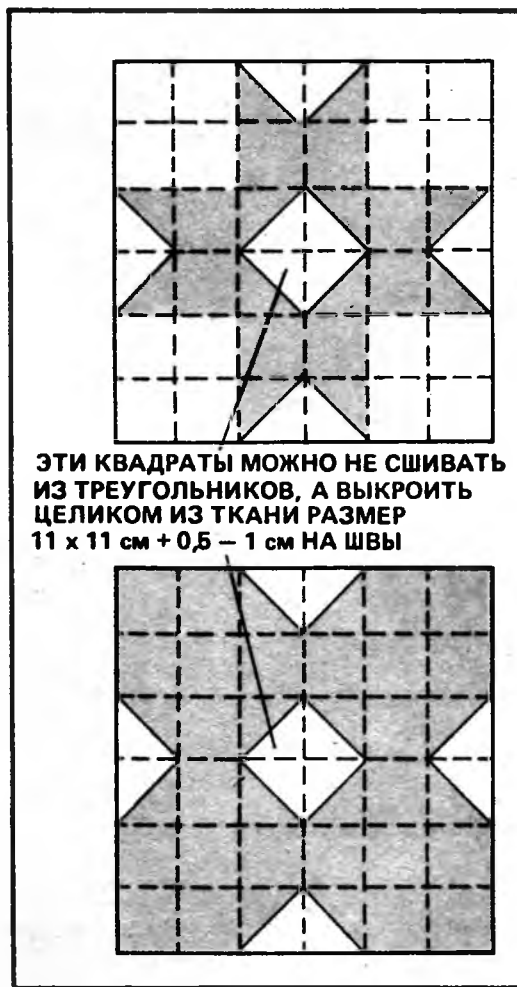 ЭТИ КВАДРАТЫ МОЖНО НЕ СШИВАТЬ
ИЗ ТРЕУГОЛЬНИКОВ, А ВЫКРОИТЬ
ЦЕЛИКОМ ИЗ ТКАНИ РАЗМЕР
11 x 11 см + 0,5 – 1 см НА ШВЫ